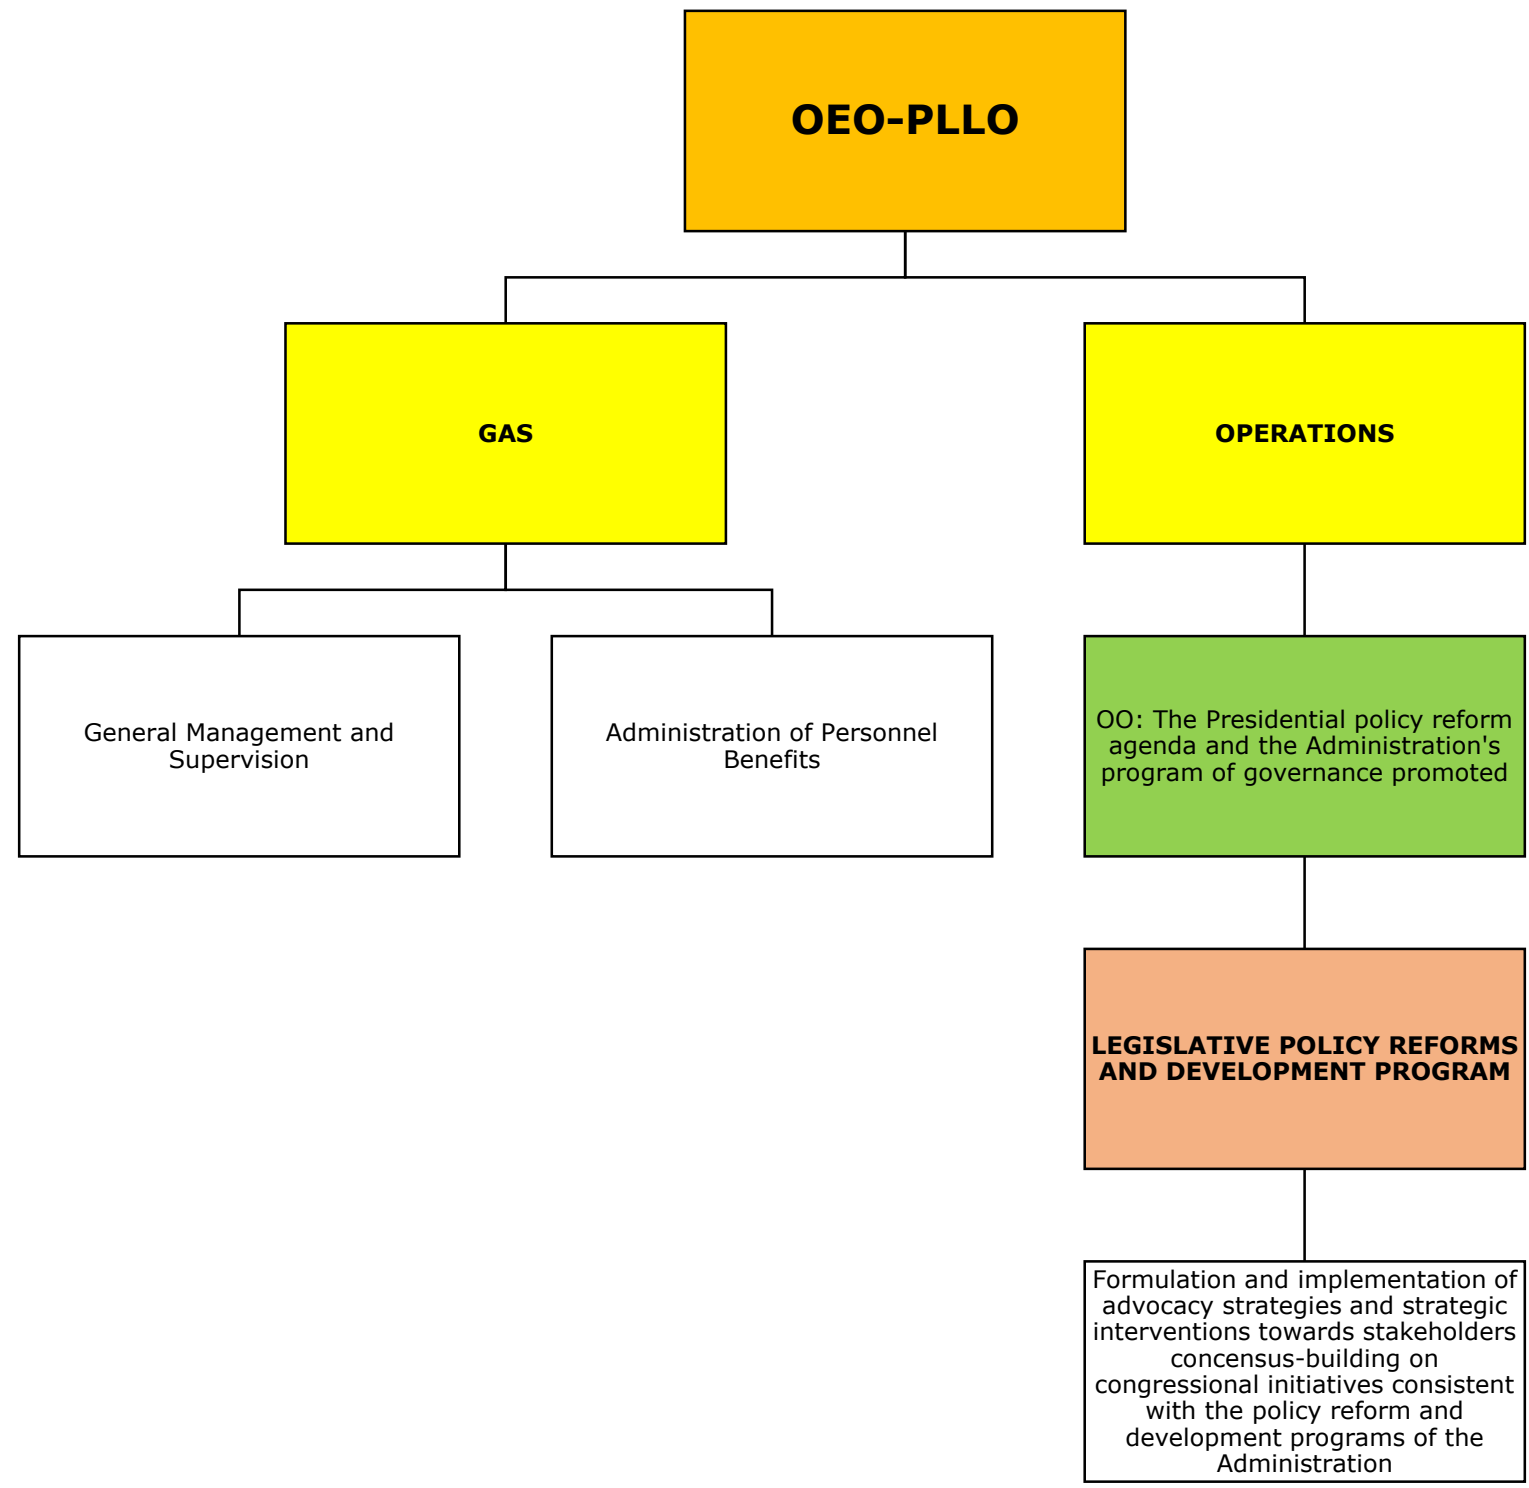 OEO-PLLO
GAS
OPERATIONS
General Management and
Supervision
Administration of Personnel
Benefits
OO: The Presidential policy reform
agenda and the Administration's
program of governance promoted
LEGISLATIVE POLICY REFORMS
AND DEVELOPMENT PROGRAM
Formulation and implementation of
advocacy strategies and strategic
interventions towards stakeholders
concensus-building on
congressional initiatives consistent
with the policy reform and
development programs of the
Administration